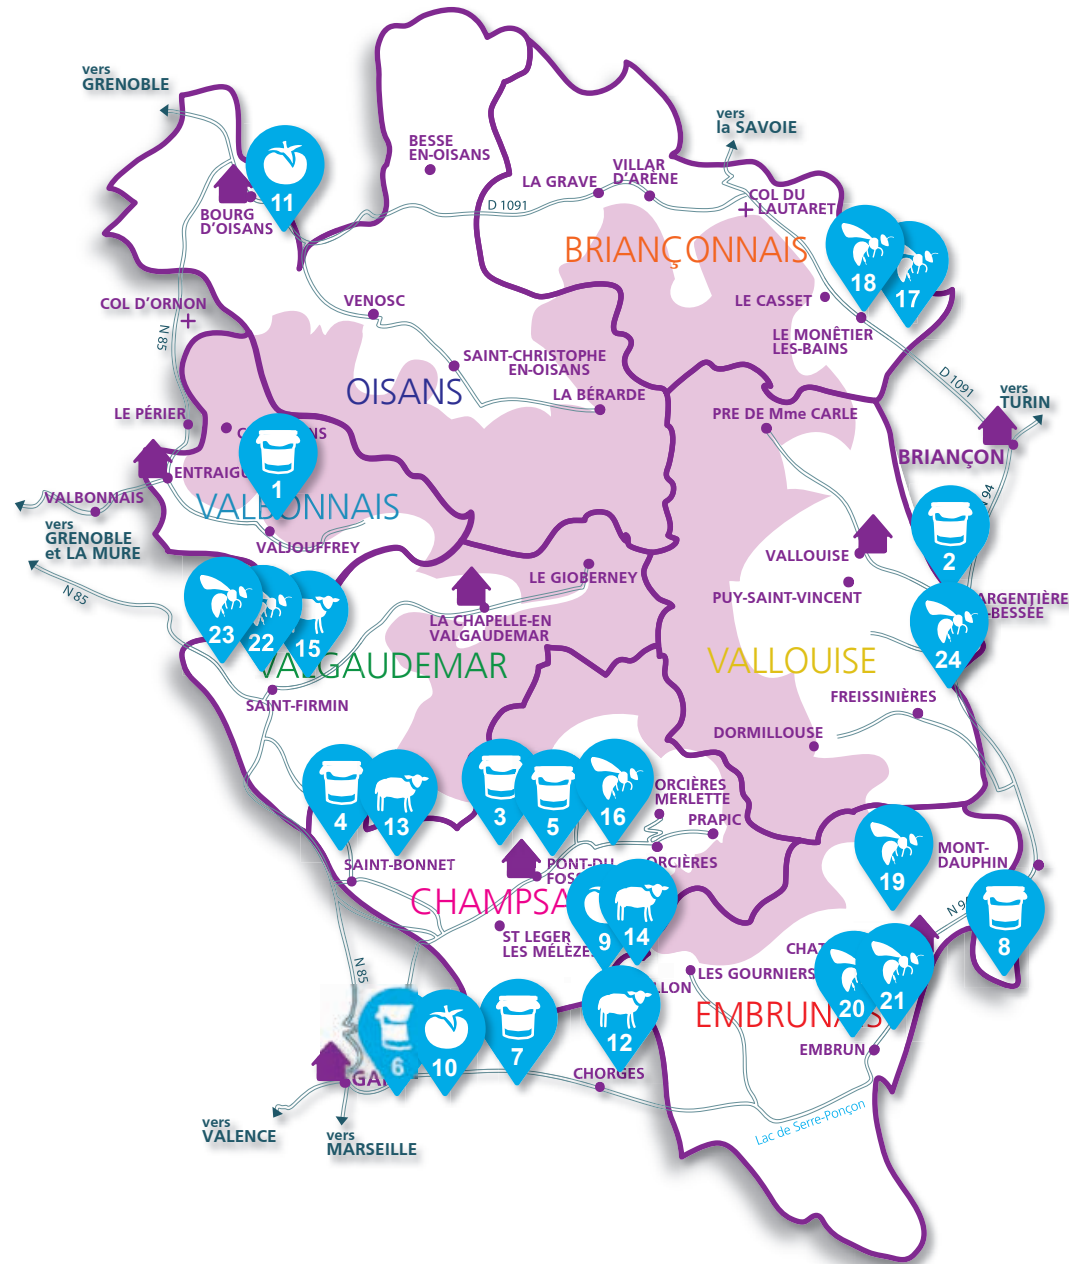 vers
GRENOBLE
vers
la SAVOIE
BESSE
EN-OISANS
VILLAR
D'ARÈNE
LA GRAVE
COL DU
LAUTARET
D 1091
11
BOURG
D'OISANS
BRIANÇONNAIS
18
17
COL D'ORNON
VENOSC
LE CASSET
N 85
LE MONÊTIER
LES-BAINS
SAINT-CHRISTOPHE
EN-OISANS
D 1091
OISANS
LA BÉRARDE
vers
TURIN
LE PÉRIER
PRE DE Mme CARLE
BRIANÇON
1
VALBONNAIS
VALBONNAIS
vers
GRENOBLE
et LA MURE
94
VALJOUFFREY
VALLOUISE
2
LE GIOBERNEY
N 85
PUY-SAINT-VINCENT
LA CHAPELLE-EN
VALGAUDEMAR
23
22
15
24
VALGAUDEMAR
VALLOUISE
SAINT-FIRMIN
FREISSINIÈRES
DORMILLOUSE
4
13
3
5
16
ORCIÈRES
MERLETTE
PRAPIC
ORCIÈRES
SAINT-BONNET
PONT-DU
MONT-
DAUPHIN
19
N 9
8
9
14
ST LEGER
N 85
LES GOURNIERS
20
21
EMBRUNAIS
6
10
7
12
EMBRUN
CHORGES
Lac de Serre-Ponçon
vers
VALENCE
vers
MARSEILLE